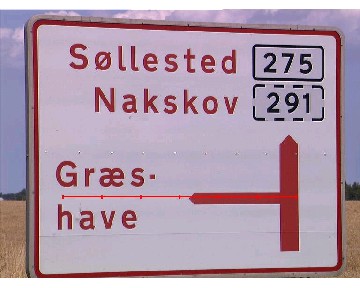 Søllested 275
Nakskov 291
Græs-
have